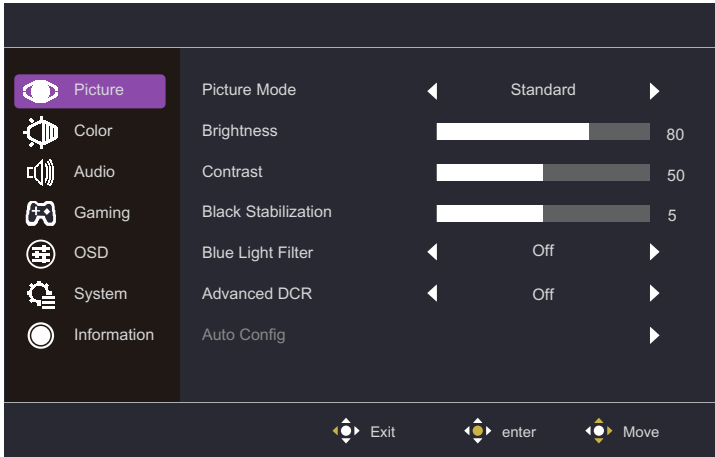 Picture
Picture Mode
Standard
Color
Brightness
80
Audio
Contrast
50
Gaming
Black Stabilization
5
OSD
Blue Light Filter
Off
System
Advanced DCR
Off
Information
Auto Config
Exit
enter
Move